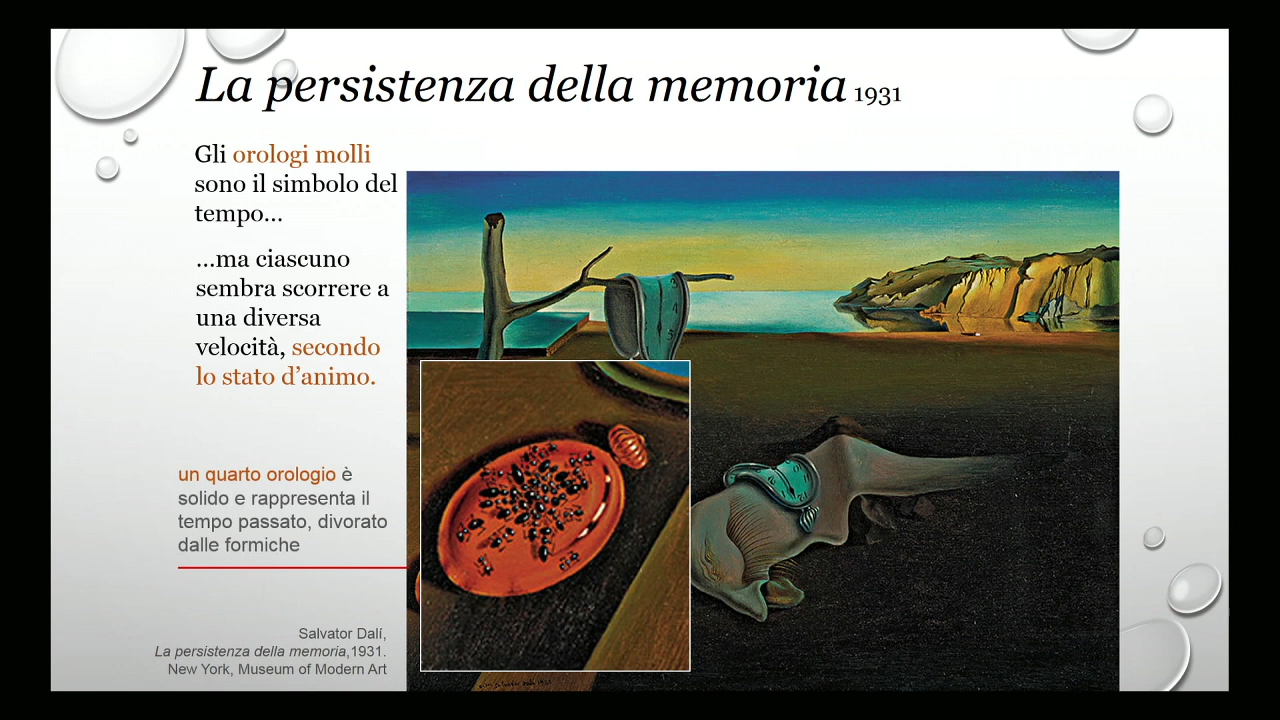 La persistenza della memoria 1931
Gli orologi molli
sono il simbolo del
tempo...
...ma ciascuno
sembra scorrere a
una diversa
velocità, secondo
lo stato d'animo.
un quarto orologio è
solido e rappresenta il
tempo passato, divorato
dalle formiche
Salvator Dalí,
La persistenza della memoria,1931.
New York, Museum of Modern Art